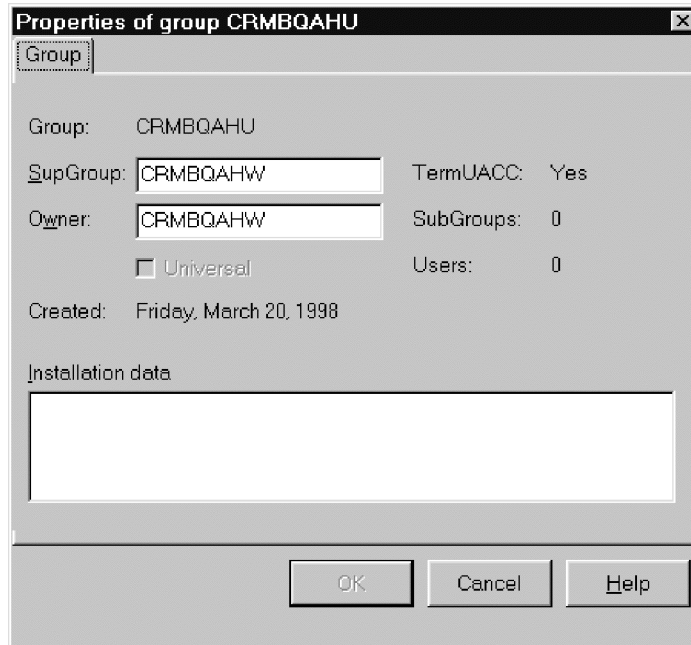 Properties of group CRMBQAHU
Group
Group: CRMBQAHU
SupGroup: CRMBQAHW TermUACC: Yes
Owner: CRMBQAHW SubGroups: 0
Universal Users: 0
Created: Friday, March 20, 1998
Installation data
OK Cancel Help